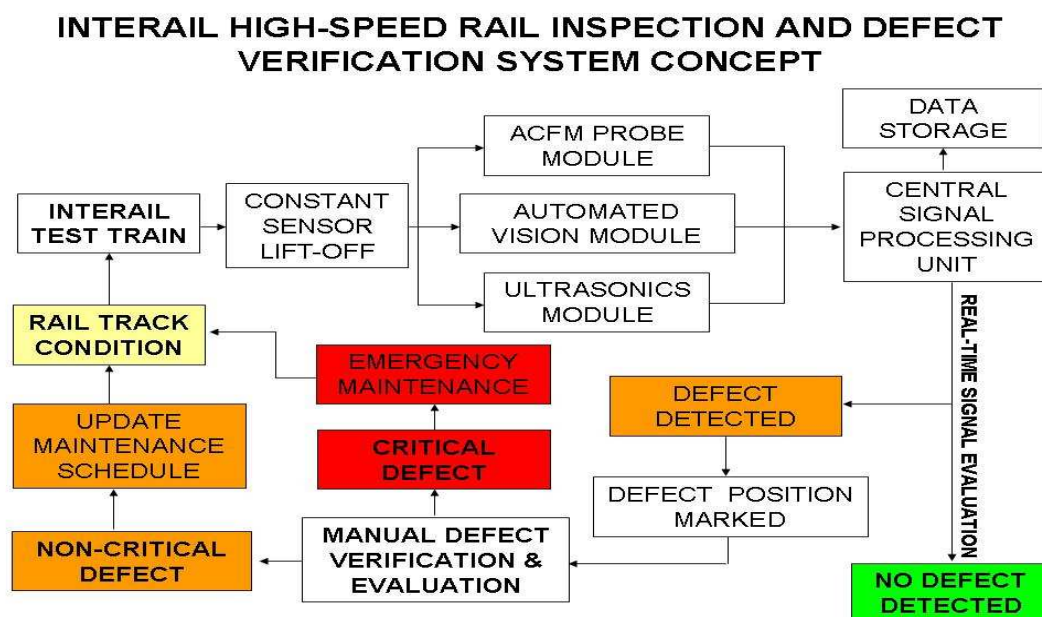 INTERAIL HIGH-SPEED RAIL INSPECTION AND DEFECT
VERIFICATION SYSTEM CONCEPT
DATA
STORAGE
ACFM PROBE
MODULE
INTERAIL
TEST TRAIN
CONSTANT
SENSOR
LIFT-OFF
AUTOMATED
VISION MODULE
CENTRAL
SIGNAL
PROCESSING
UNIT
ULTRASONICS
MODULE
RAIL TRACK
CONDITION
EMERGENCY
MAINTENANCE
REAL-TIME SIGNAL EVALUATION
DEFECT
DETECTED
UPDATE
MAINTENANCE
SCHEDULE
CRITICAL
DEFECT
DEFECT POSITION
MARKED
NON-CRITICAL
DEFECT
MANUAL DEFECT
VERIFICATION &
EVALUATION
NO DEFECT
DETECTED